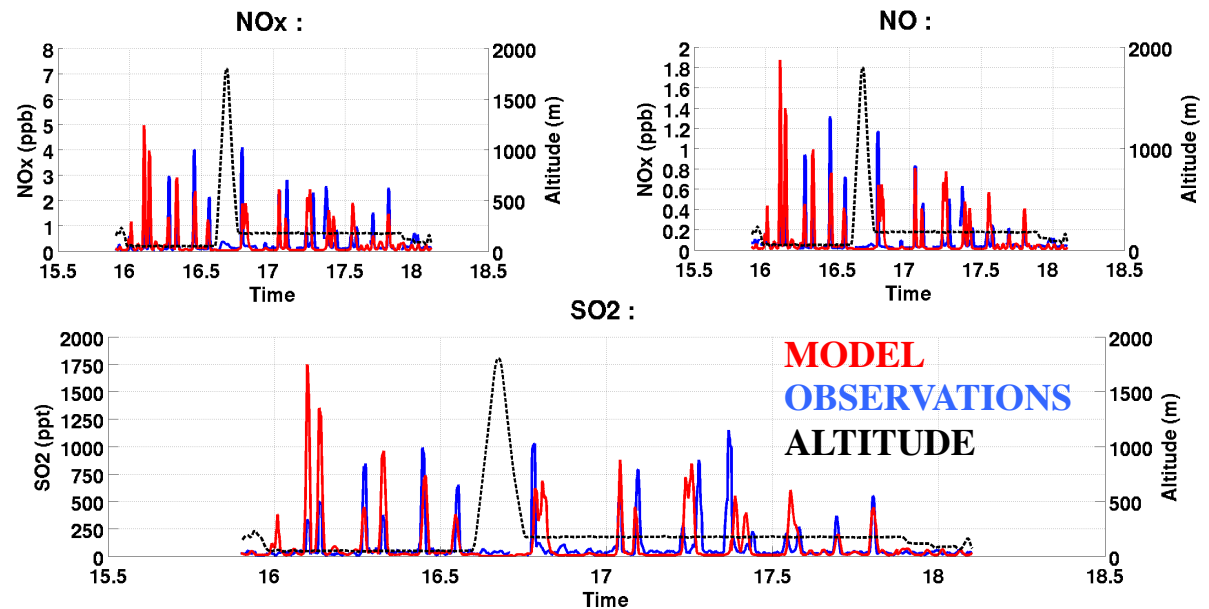 NOx :
8
7
6
5
4
3
2
1
0
NOx (ppb)
2000
1500
1000
500
0
Altitude (m)
15.5 16 16.5 17 17.5 18 18.5
Time
NO :
2
1.8
1.6
1.4
1.2
1
0.8
0.6
0.4
0.2
0
NOx (ppb)
2000
1500
1000
500
0
Altitude (m)
15.5 16 16.5 17 17.5 18 18.5
Time
SO2 :
2000
1750
1500
1250
1000
750
500
250
0
SO2 (ppt)
MODEL
OBSERVATIONS
ALTITUDE
2000
1500
1000
500
0
Altitude (m)
15.5 16 16.5 17 17.5 18 18.5
Time